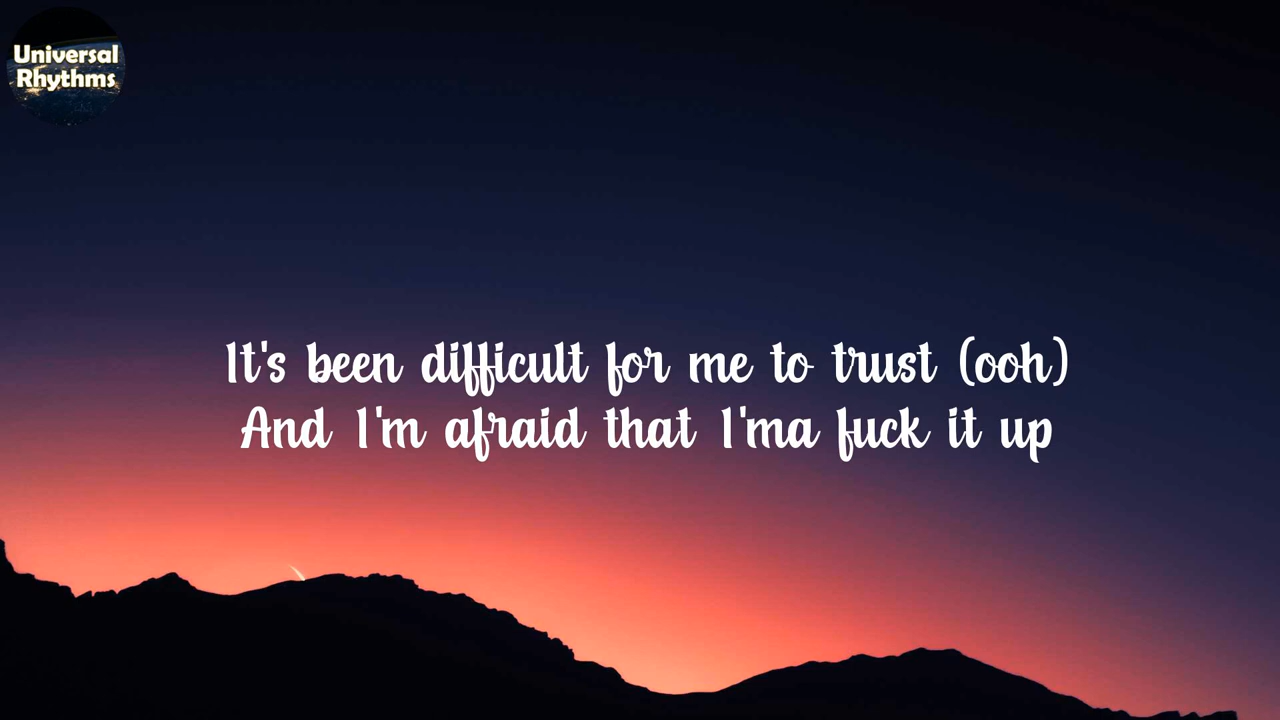 Universal
Rhythms
It's been difficult for me to trust (ooh)
And I'm afraid that I'ma fuck it up